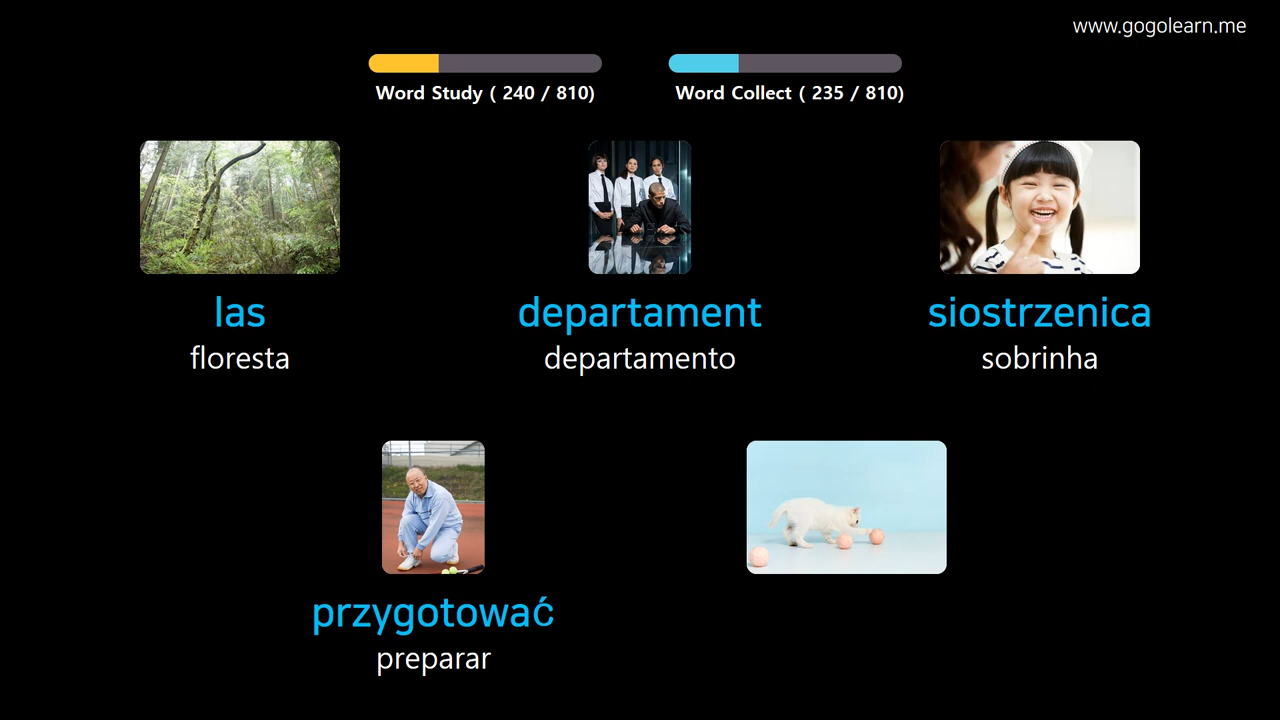 www.gogolearn.me
Word Study ( 240 / 810)
Word Collect ( 235 / 810)
las
floresta
departament
departamento
siostrzenica
sobrinha
przygotować
preparar